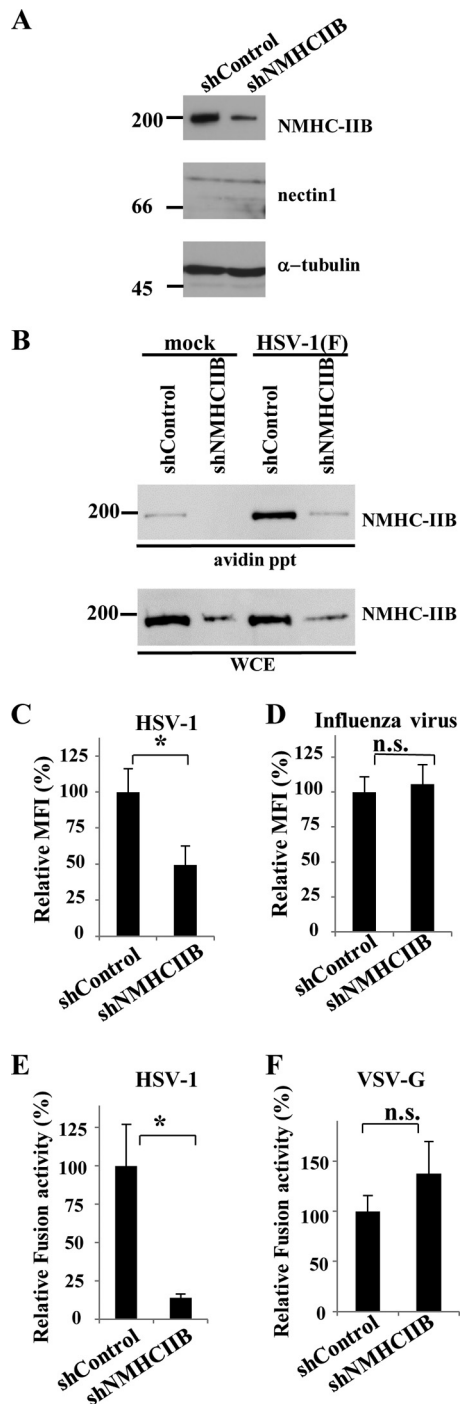 A
shControl
shNMHCIIB
200
NMHC-IIB
nectin1
66
α-tubulin
45
B
mock
HSV-1(F)
shControl
shNMHCIIB
shControl
shNMHCIIB
200
NMHC-IIB
avidin ppt
200
NMHC-IIB
WCE
C
HSV-1
*
Relative MFI (%)
125
100
75
50
25
0
shControl
shNMHCIIB
D
Influenza virus
n.s.
Relative MFI (%)
125
100
75
50
25
0
shControl
shNMHCIIB
E
HSV-1
*
Relative Fusion activity (%)
125
100
75
50
25
0
shControl
shNMHCIIB
F
VSV-G
n.s.
Relative Fusion activity (%)
150
100
50
0
shControl
shNMHCIIB